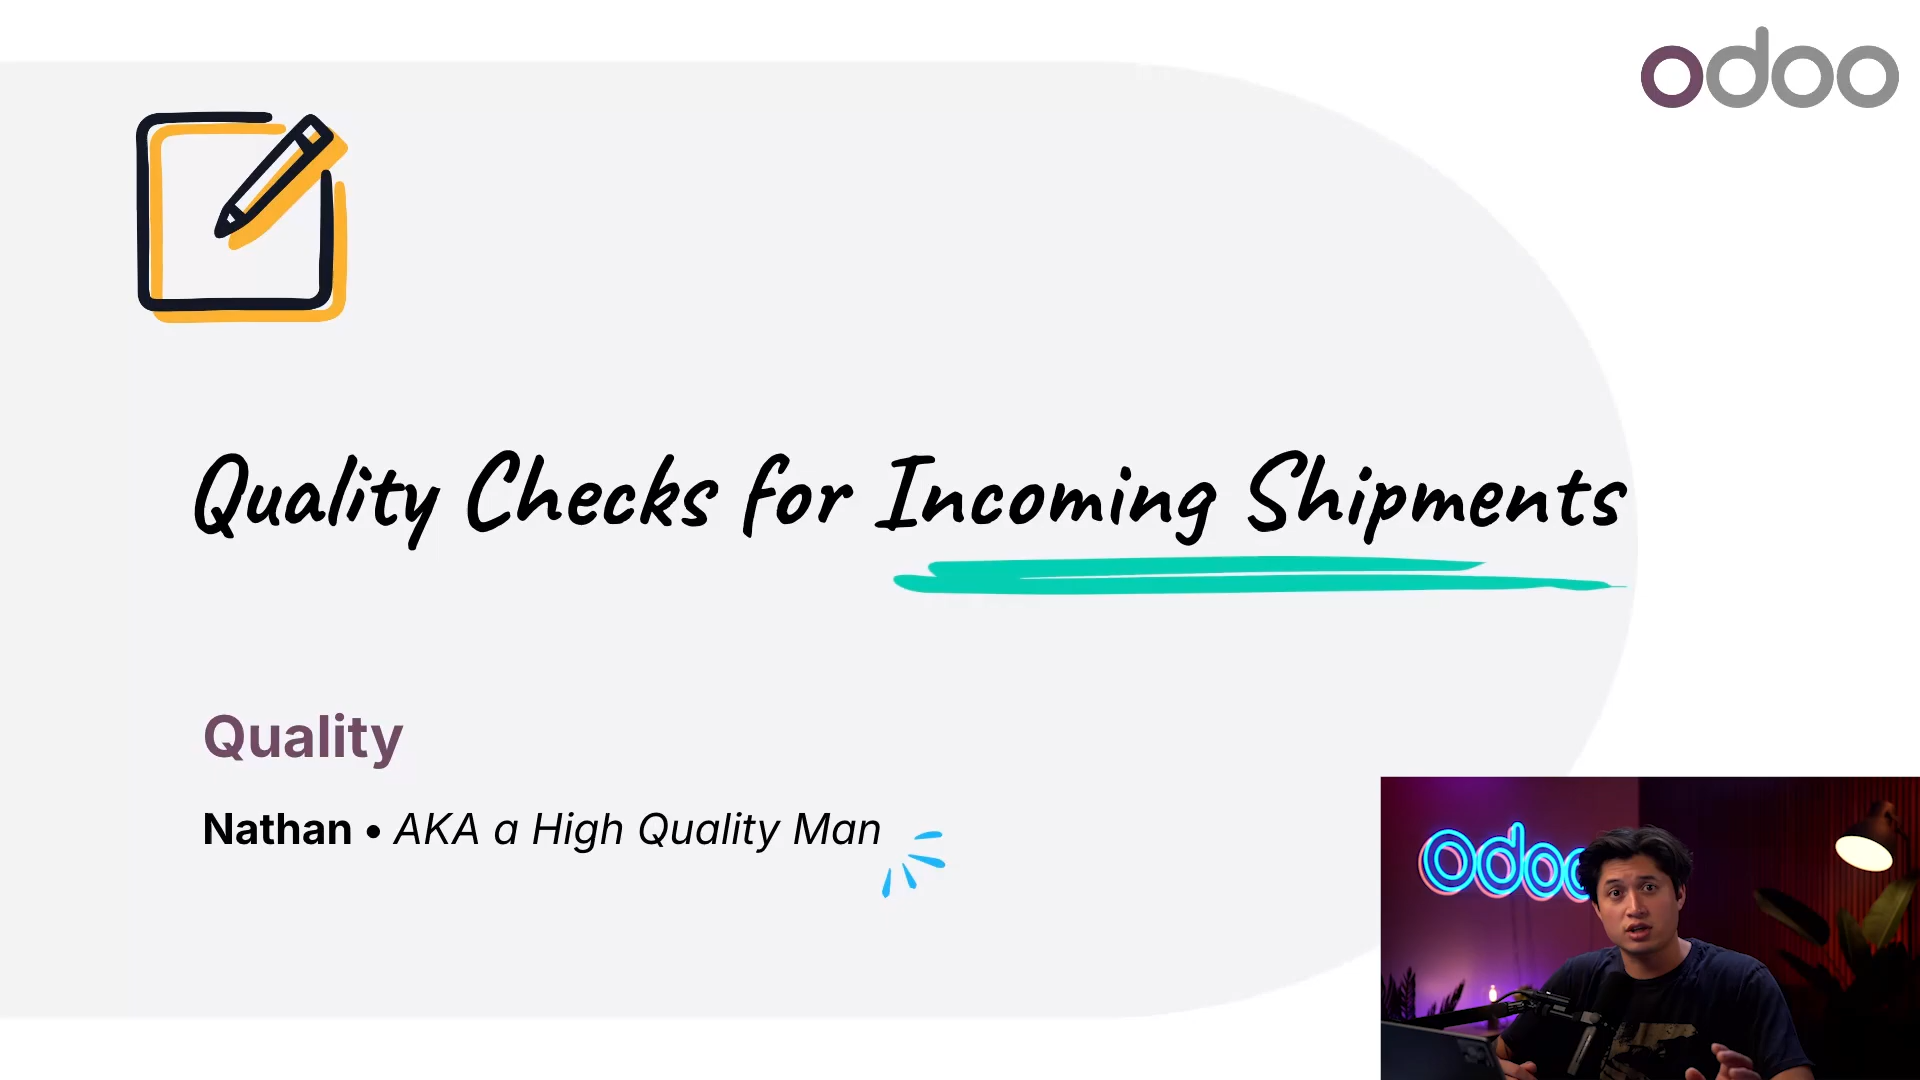 odoo
Quality Checks for Incoming Shipments
Quality
Nathan • AKA a High Quality Man
odoo